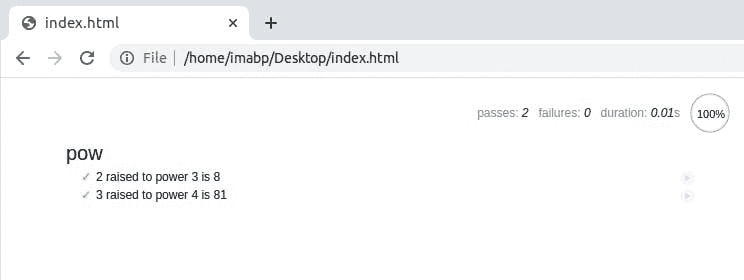 index.html
File /home/imabp/Desktop/index.html
passes: 2 failures: 0 duration: 0.01s 100%
pow
✓ 2 raised to power 3 is 8
✓ 3 raised to power 4 is 81